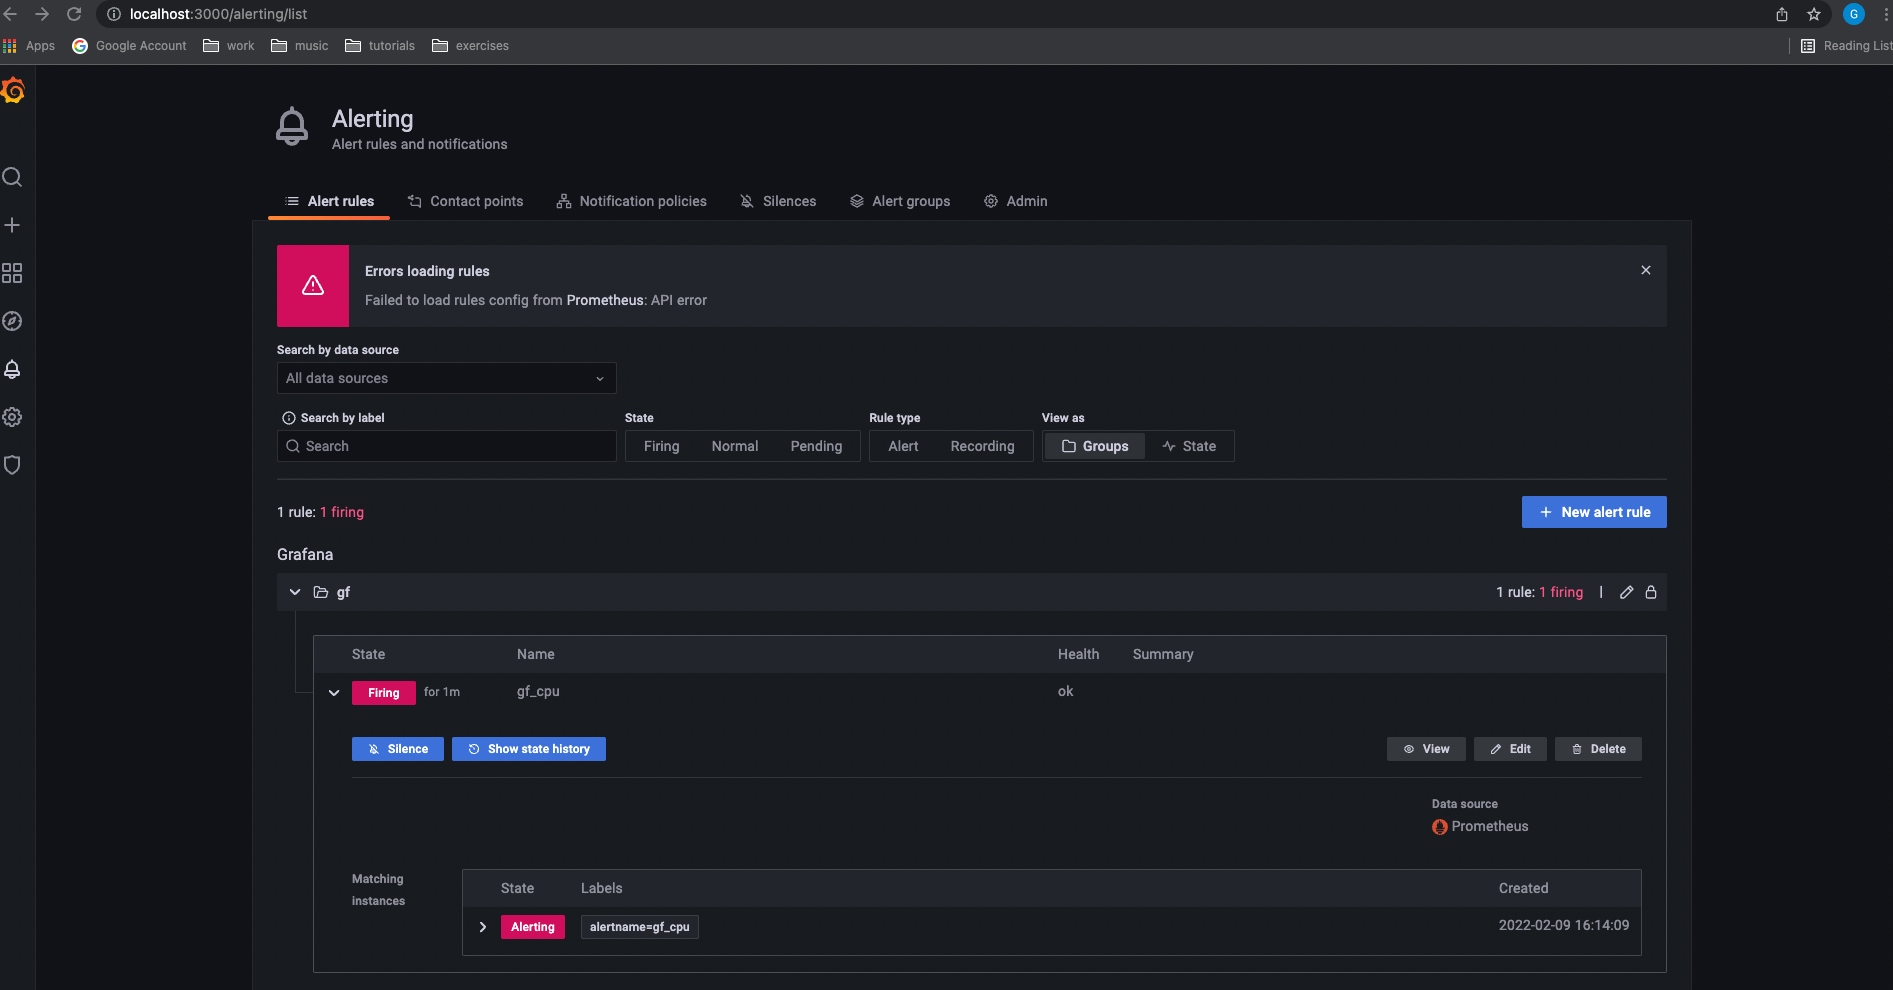 localhost:3000/alerting/list
G
Apps Google Account work music tutorials exercises Reading List
Alerting
Alert rules and notifications
Alert rules Contact points Notification policies Silences Alert groups Admin
Errors loading rules
Failed to load rules config from Prometheus: API error
Search by data source
All data sources
Search by label State Rule type View as
Search Firing Normal Pending Alert Recording Groups State
1 rule: 1 firing + New alert rule
Grafana
gf 1 rule: 1 firing |
State Name Health Summary
Firing for 1m gf_cpu ok
Silence Show state history View Edit Delete
Data source
Prometheus
Matching
instances
State Labels Created
Alerting alertname=gf_cpu 2022-02-09 16:14:09